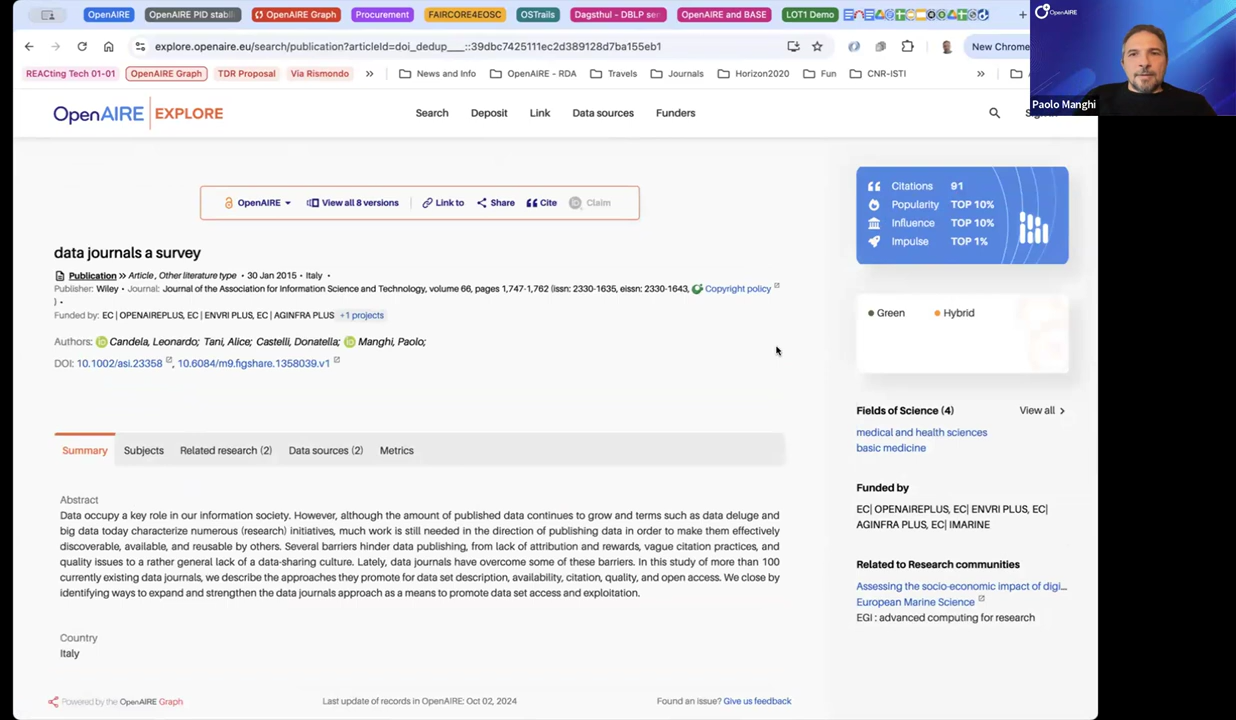 OpenAIRE
OpenAIRE PID stabil
OpenAIRE Graph
Procurement
FAIRCORE4EOSC
OSTrails
Dagsthul - DBLP se
OpenAIRE and BASE
LOT1 Demo
explore.openaire.eu/search/publication?articleId=doi_dedup___::39dbc7425111ec2d389128d7ba155eb1
New Chrome
REACting Tech 01-01
OpenAIRE Graph
TDR Proposal
Via Rismondo
»
News and Info
OpenAIRE - RDA
Travels
Journals
Horizon2020
Fun
CNR-ISTI
»
OpenAIRE
Paolo Manghi
OpenAIRE | EXPLORE
Search
Deposit
Link
Data sources
Funders
OpenAIRE
View all 8 versions
Link to
Share
Cite
Claim
data journals a survey
Publication » Article , Other literature type • 30 Jan 2015 • Italy •
Publisher: Wiley • Journal: Journal of the Association for Information Science and Technology, volume 66, pages 1,747-1,762 (issn: 2330-1635, eissn: 2330-1643, Copyright policy
) •
Funded by: EC | OPENAIREPLUS, EC | ENVRI PLUS, EC | AGINFRA PLUS +1 projects
Authors: Candela, Leonardo; Tani, Alice; Castelli, Donatella; Manghi, Paolo;
DOI: 10.1002/asi.23358 , 10.6084/m9.figshare.1358039.v1
Summary
Subjects
Related research (2)
Data sources (2)
Metrics
Abstract
Data occupy a key role in our information society. However, although the amount of published data continues to grow and terms such as data deluge and
big data today characterize numerous (research) initiatives, much work is still needed in the direction of publishing data in order to make them effectively
discoverable, available, and reusable by others. Several barriers hinder data publishing, from lack of attribution and rewards, vague citation practices, and
quality issues to a rather general lack of a data-sharing culture. Lately, data journals have overcome some of these barriers. In this study of more than 100
currently existing data journals, we describe the approaches they promote for data set description, availability, citation, quality, and open access. We close by
identifying ways to expand and strengthen the data journals approach as a means to promote data set access and exploitation.
Country
Italy
Powered by the OpenAIRE Graph
Last update of records in OpenAIRE: Oct 02, 2024
Found an issue? Give us feedback
Citations 91
Popularity TOP 10%
Influence TOP 10%
Impulse TOP 1%
Green
Hybrid
Fields of Science (4)
View all
medical and health sciences
basic medicine
Funded by
EC| OPENAIREPLUS, EC| ENVRI PLUS, EC|
AGINFRA PLUS, EC| IMARINE
Related to Research communities
Assessing the socio-economic impact of digi...
European Marine Science
EGI : advanced computing for research